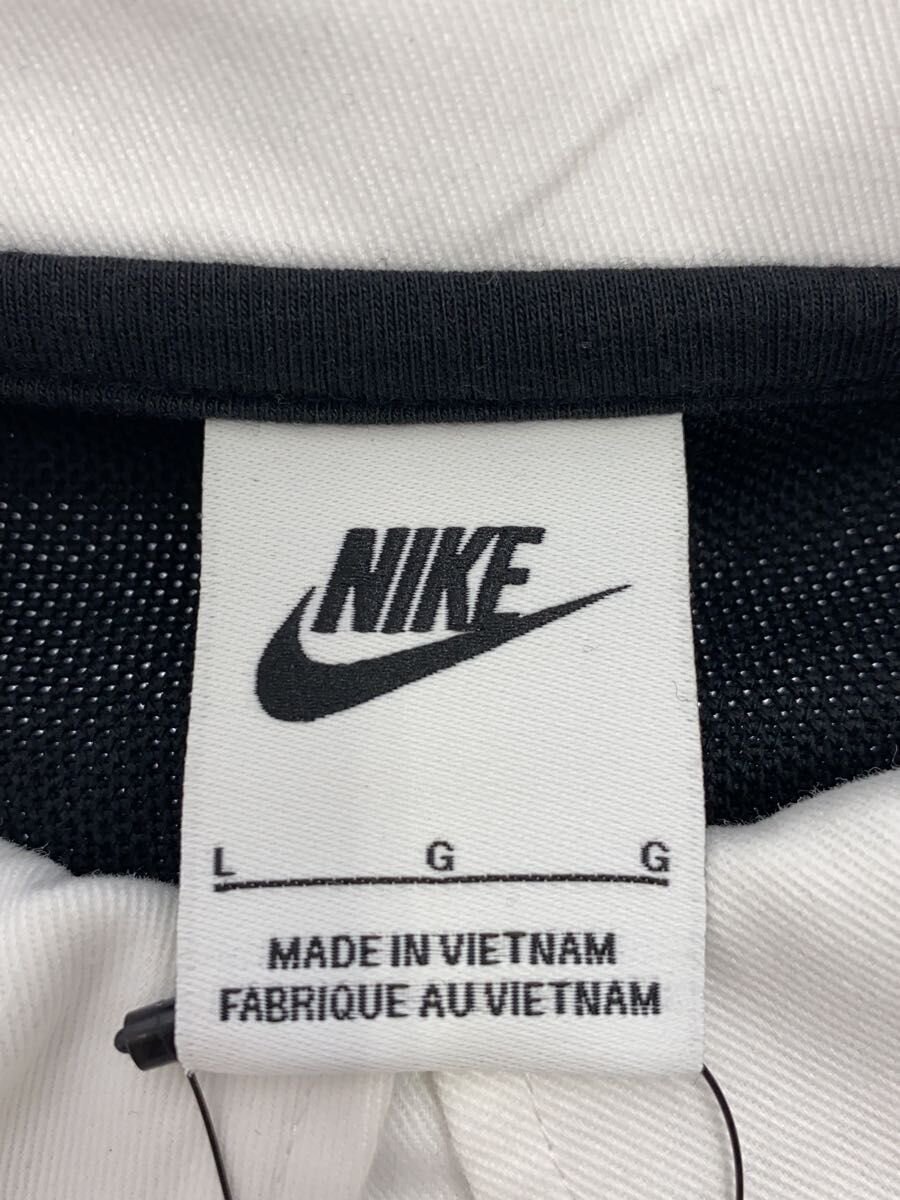 NIKE
L G G
MADE IN VIETNAM
FABRIQUE AU VIETNAM